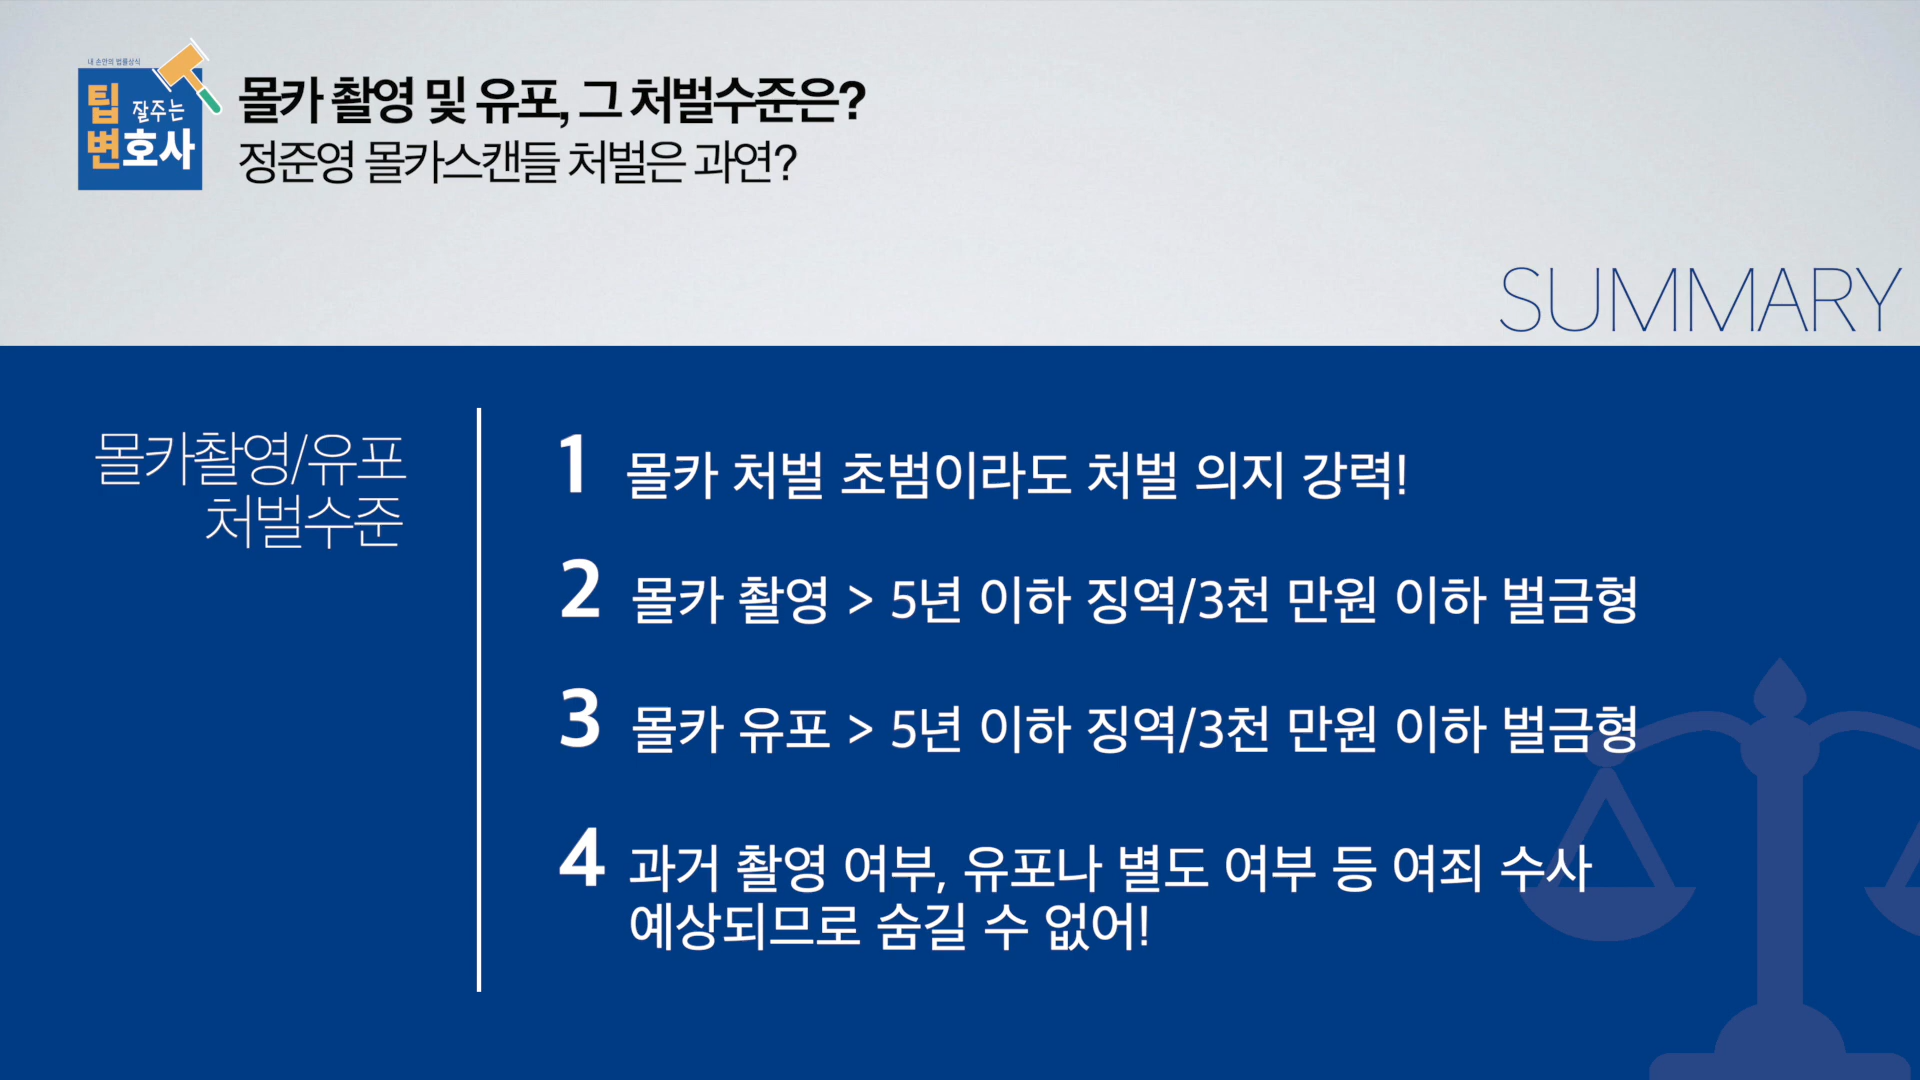 내 손안의 법률상식
팁 잘주는
변호사
몰카 촬영 및 유포, 그 처벌수준은?
정준영 몰카스캔들 처벌은 과연?
SUMMARY
몰카촬영/유포
처벌수준
1 몰카 처벌 초범이라도 처벌 의지 강력!
2 몰카 촬영 > 5년 이하 징역/3천 만원 이하 벌금형
3 몰카 유포 > 5년 이하 징역/3천 만원 이하 벌금형
4 과거 촬영 여부, 유포나 별도 여부 등 여죄 수사
예상되므로 숨길 수 없어!